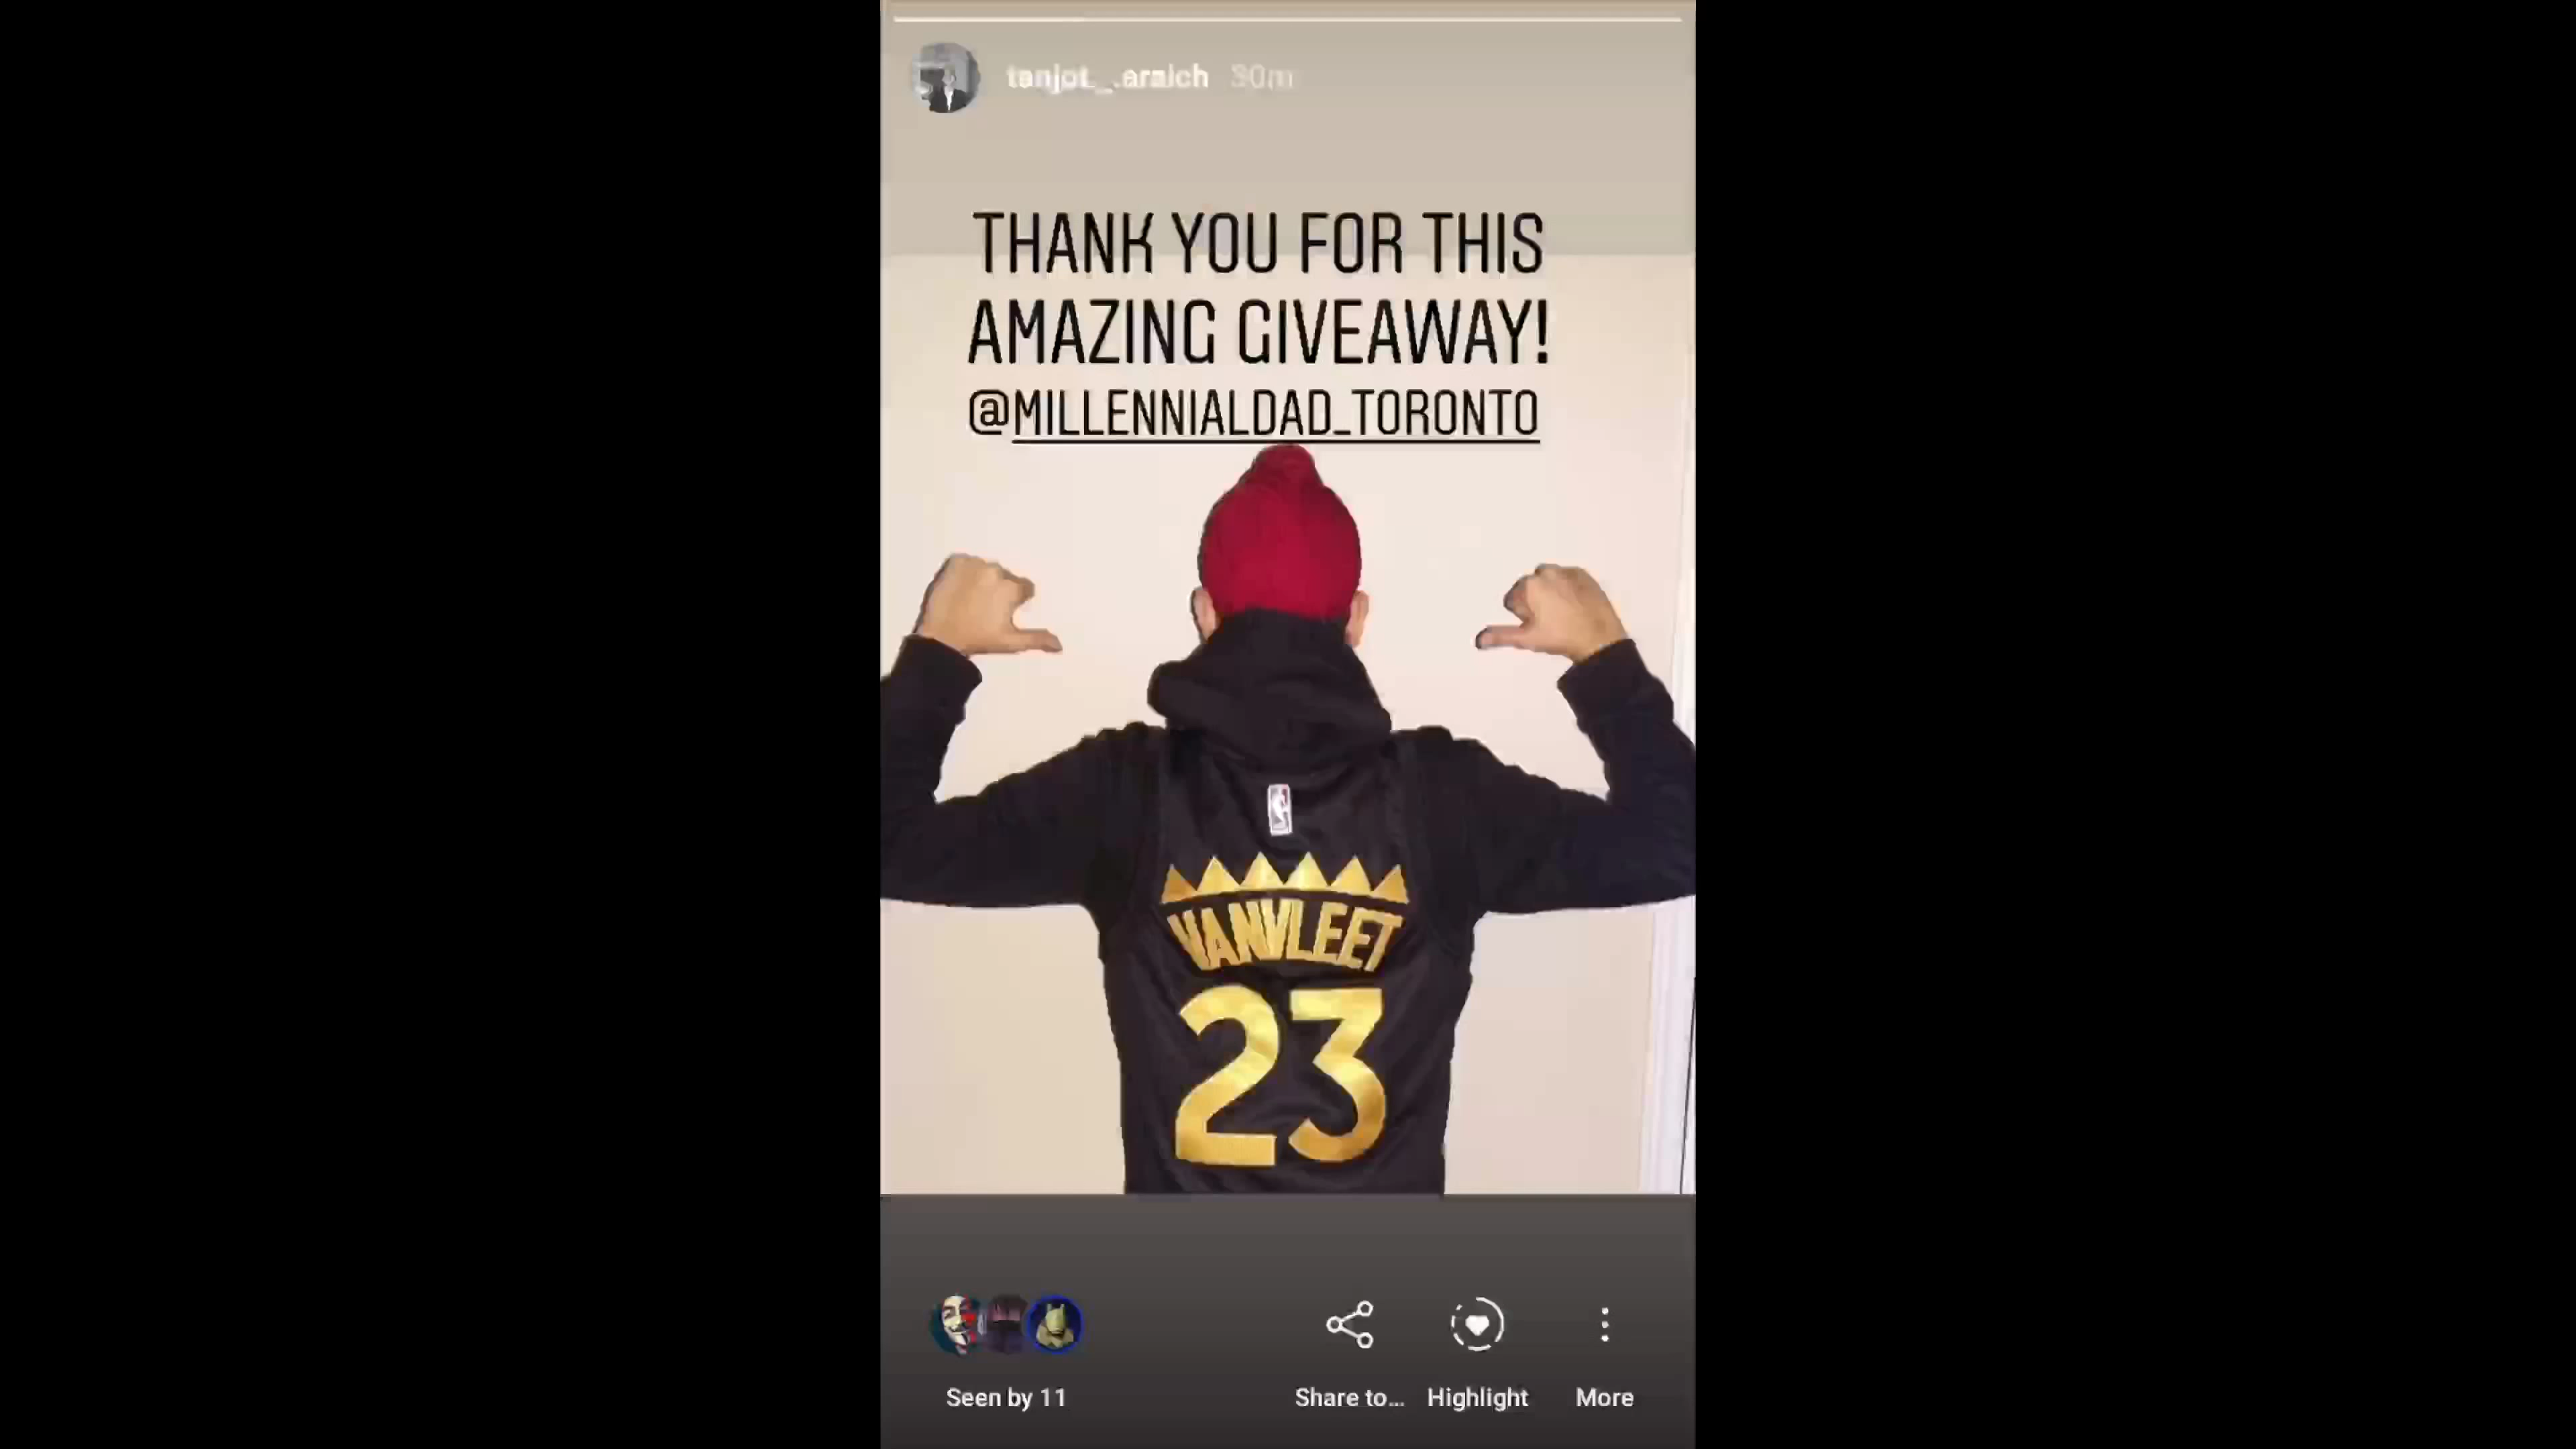 tanjot_.araich 30m
THANK YOU FOR THIS
AMAZING GIVEAWAY!
@MILLENNIALDAD_TORONTO
VANVLEET
23
Seen by 11
Share to...
Highlight
More